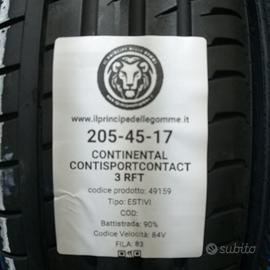 www.ilprincipedellegomme.it
205-45-17
CONTINENTAL
CONTISPORTCONTACT
3 RFT
codice prodotto: 49159
Tipo: ESTIVI
COD:
Battistrada: 90%
Codice Velocità: 84V
FILA: 83
subito